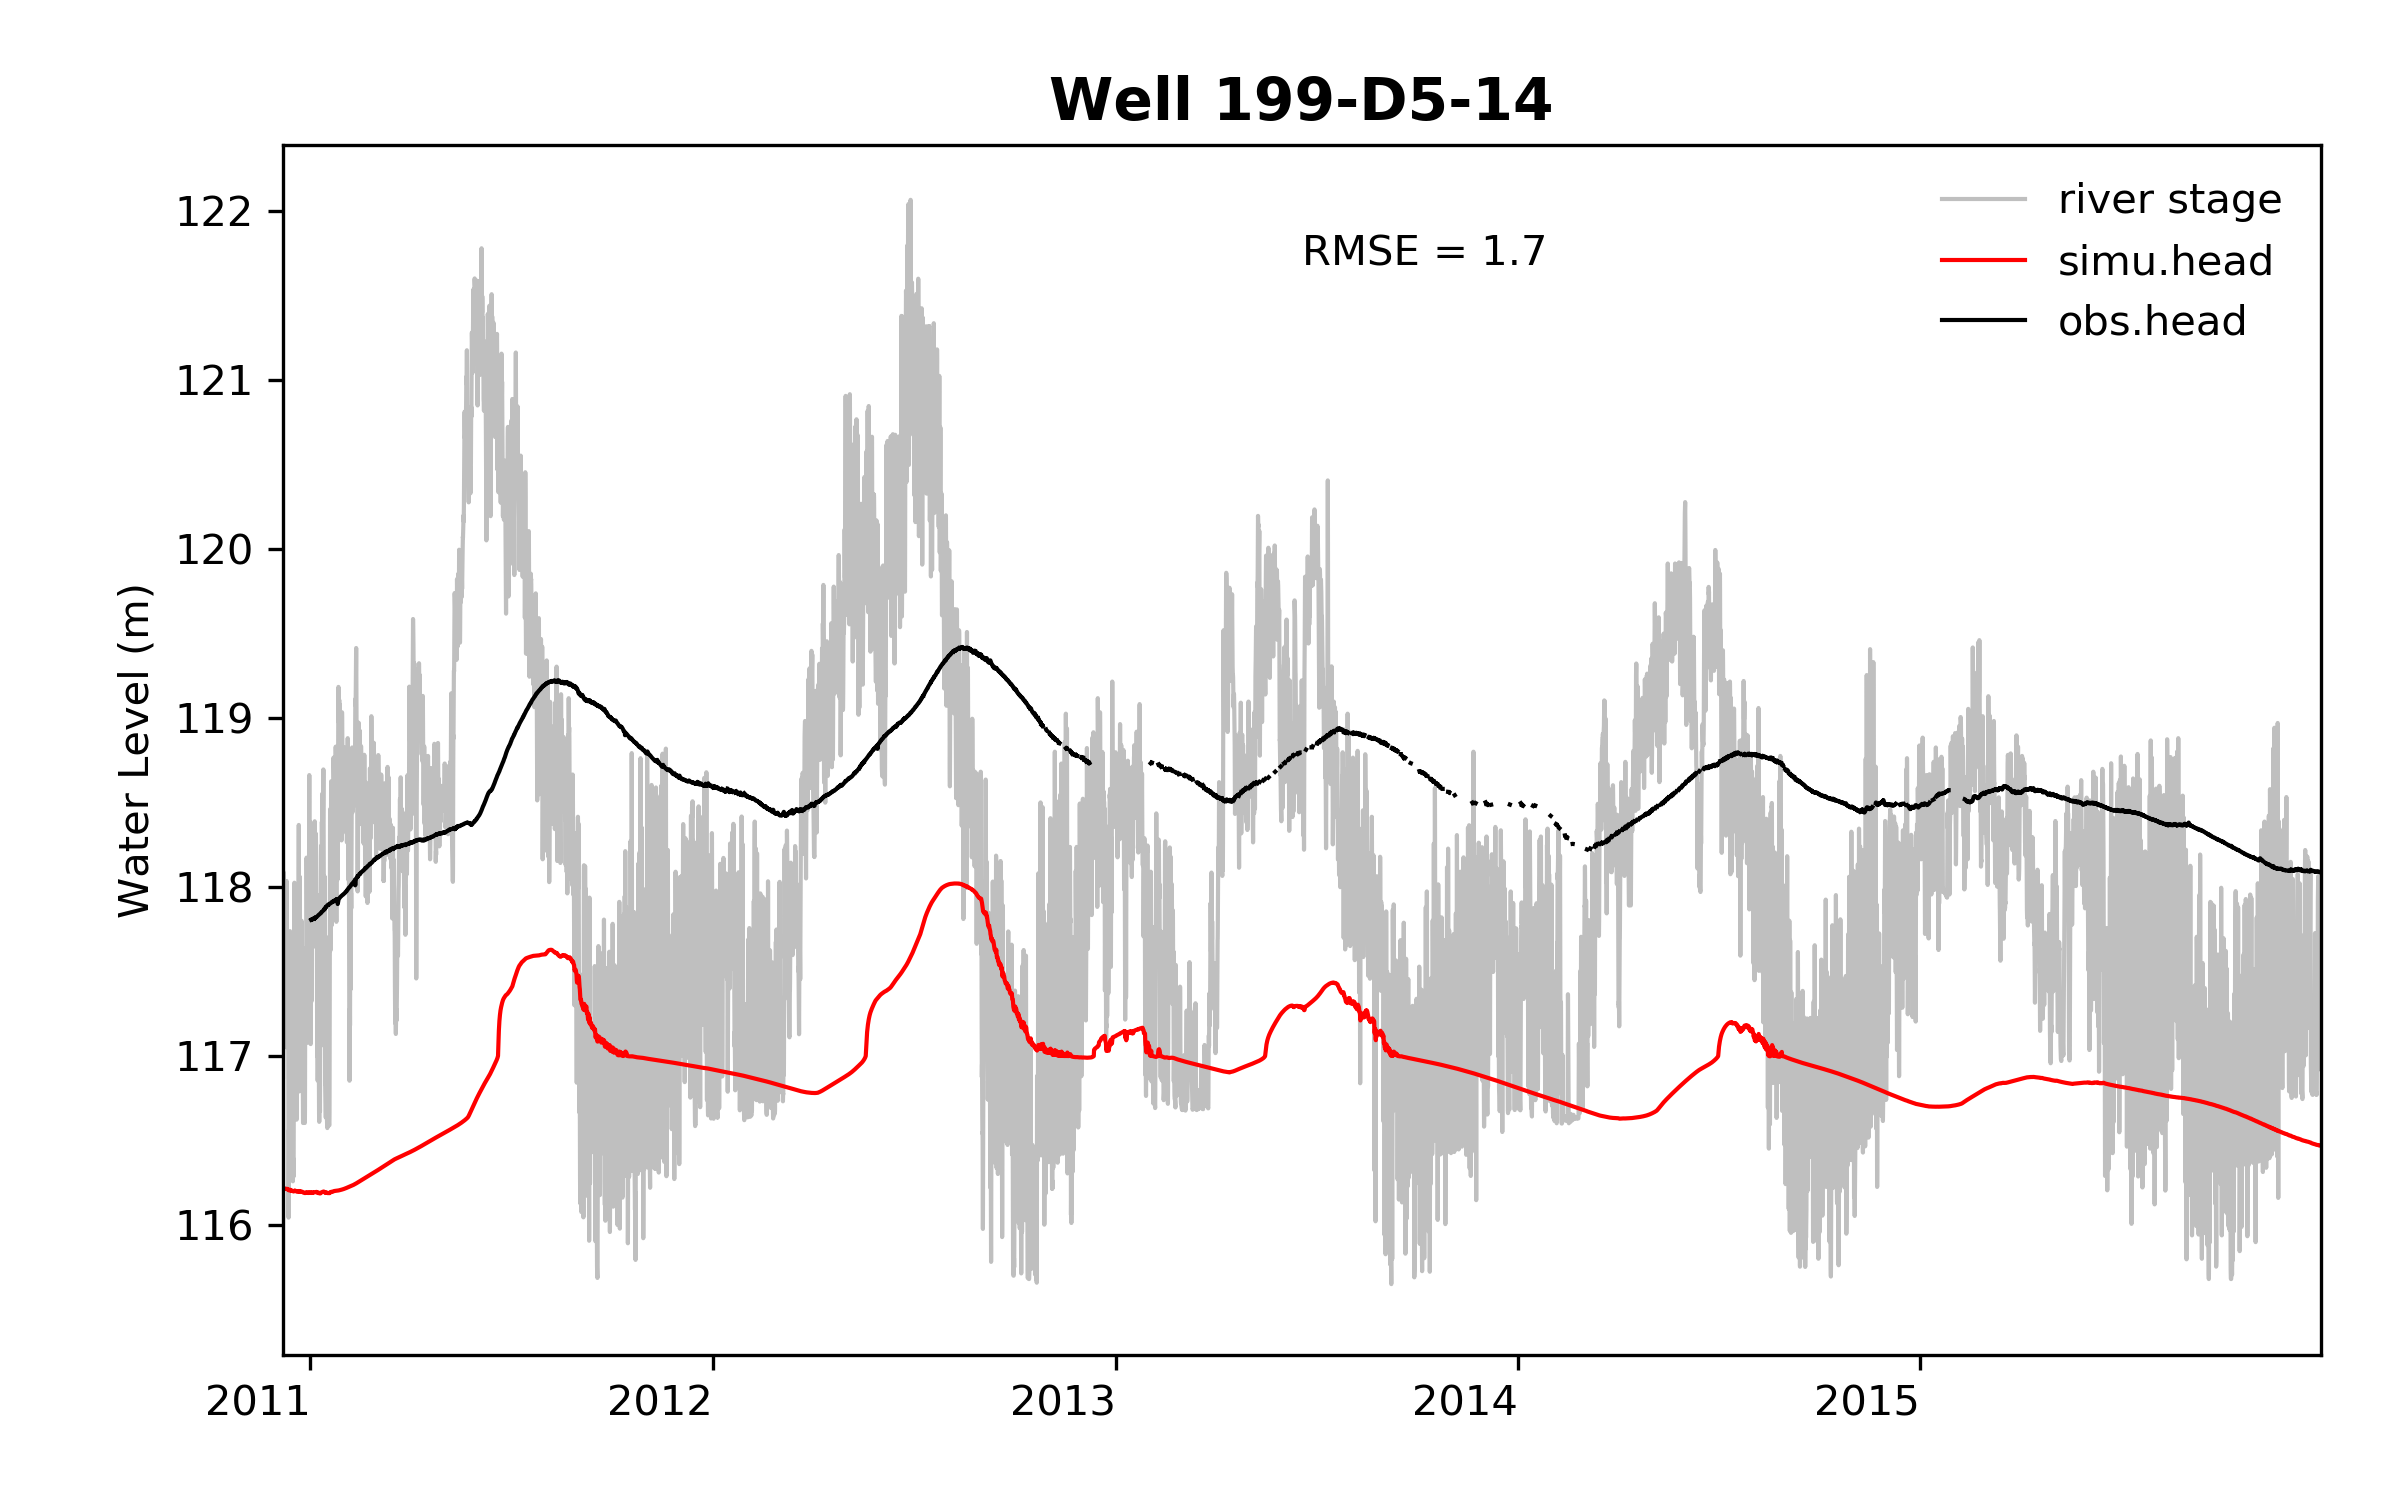 Well 199-D5-14
RMSE = 1.7
river stage
simu.head
obs.head
Water Level (m)
122
121
120
119
118
117
116
2011 2012 2013 2014 2015